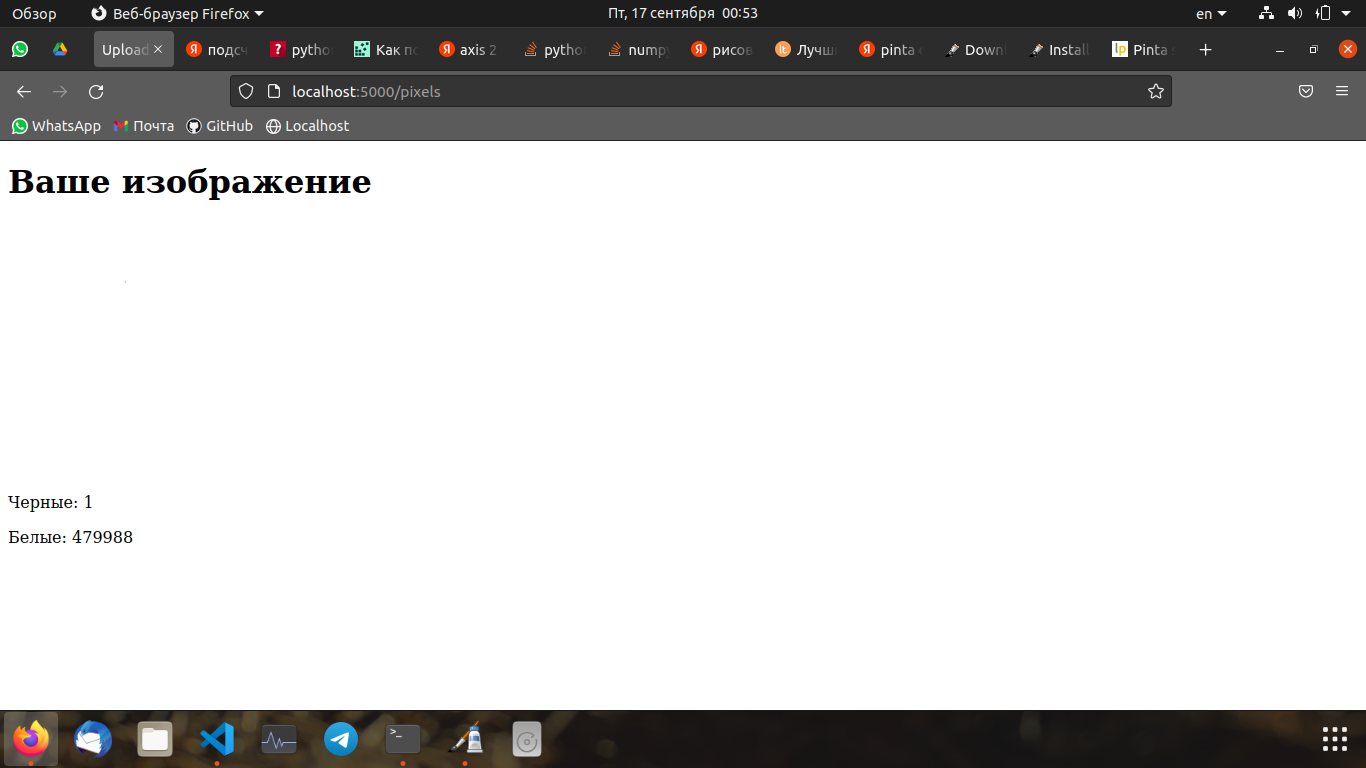 Обзор
Веб-браузер Firefox
Пт, 17 сентября 00:53
en
Upload
подсч
pytho
Как по
axis 2
pytho
numpy
рисов
Лучш
pinta
Down
Install
Pinta
localhost:5000/pixels
WhatsApp
Почта
GitHub
Localhost
Ваше изображение
Черные: 1
Белые: 479988